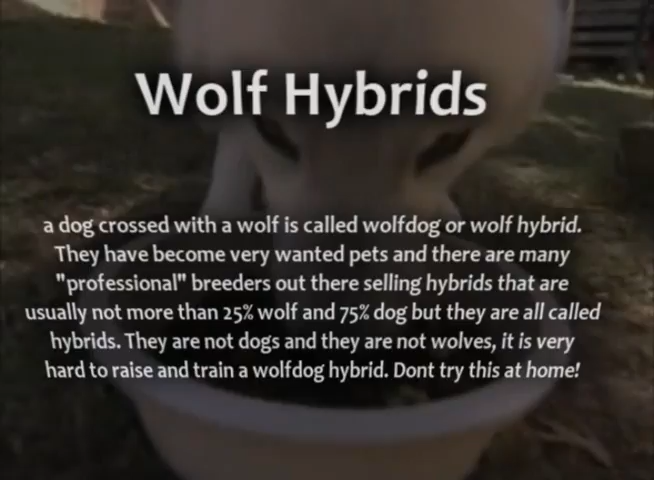 Wolf Hybrids
a dog crossed with a wolf is called wolfdog or wolf hybrid.
They have become very wanted pets and there are many
"professional" breeders out there selling hybrids that are
usually not more than 25% wolf and 75% dog but they are all called
hybrids. They are not dogs and they are not wolves, it is very
hard to raise and train a wolfdog hybrid. Dont try this at home!